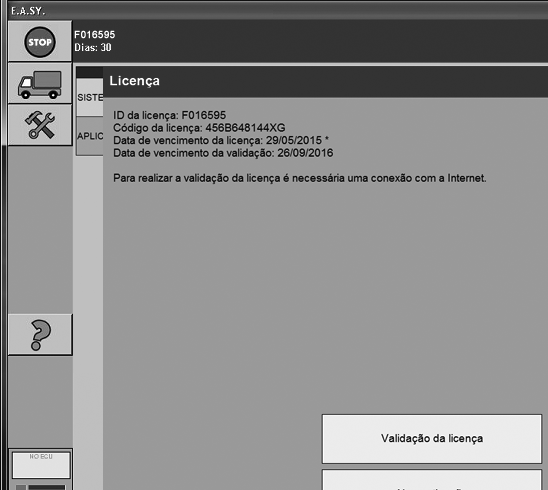 E.A.SY.
STOP
F016595
Dias: 30
Licença
SISTE
APLIC
ID da licença: F016595
Código da licença: 456B648144XG
Data de vencimento da licença: 29/05/2015 *
Data de vencimento da validação: 26/09/2016
Para realizar a validação da licença é necessária uma conexão com a Internet.
Validação da licença
NO ECU